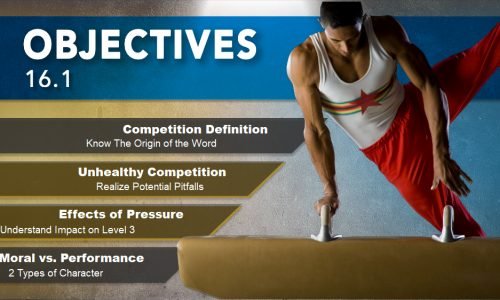 OBJECTIVES
16.1
Competition Definition
Know The Origin of the Word
Unhealthy Competition
Realize Potential Pitfalls
Effects of Pressure
Understand Impact on Level 3
Moral vs. Performance
2 Types of Character